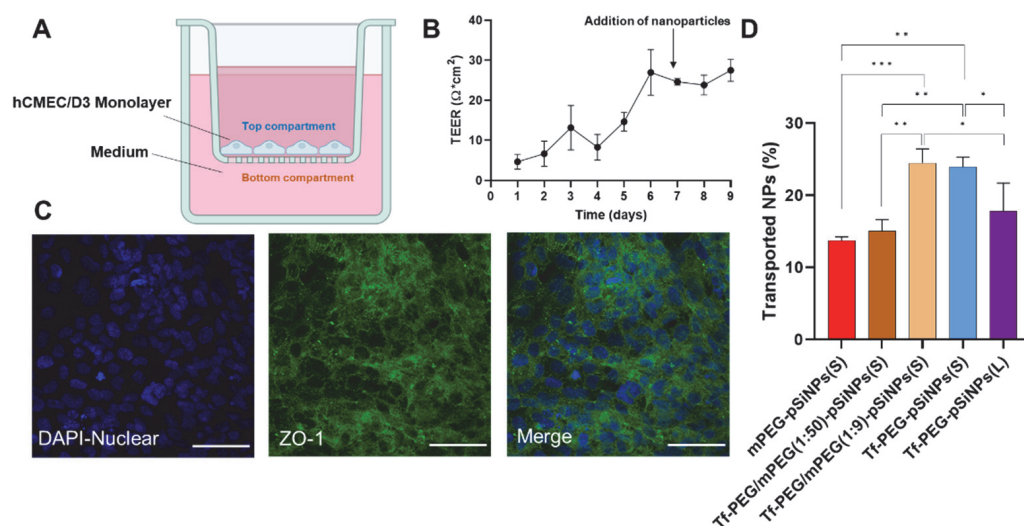 A
hCMEC/D3 Monolayer
Medium
Top compartment
Bottom compartment
B
Addition of nanoparticles
TEER (Ω*cm²)
40
30
20
10
0
0 1 2 3 4 5 6 7 8 9
Time (days)
C
DAPI-Nuclear
ZO-1
Merge
D
**
***
**
*
**
*
Transported NPs (%)
30
20
10
0
mPEG-pSiNPs(S)
Tf-PEG/mPEG(1:50)-pSiNPs(S)
Tf-PEG/mPEG(1:9)-pSiNPs(S)
Tf-PEG-pSiNPs(S)
Tf-PEG-pSiNPs(L)